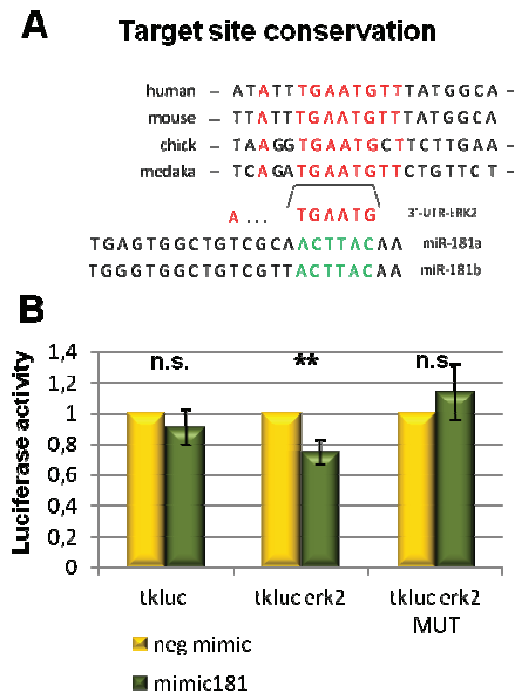 A Target site conservation
human – ATATTTGAATGTTTATGGCA –
mouse – TTATTTGAATGTTTATGGCA
chick – TAAGGTGAATGCTTCTTGAA –
medaka – TCAGATGAATGTTCTGTTCT –
A ... TGAATG 3'-UTR-ERK2
TGAGTGGCTGTCGCAACTTACAA miR-181a
TGGGTGGCTGTCGTTACTTACAA miR-181b
B
Luciferase activity
1,4
1,2
1
0,8
0,6
0,4
0,2
0
n.s. ** n.s.
tkluc tkluc erk2 tkluc erk2 MUT
neg mimic
mimic181